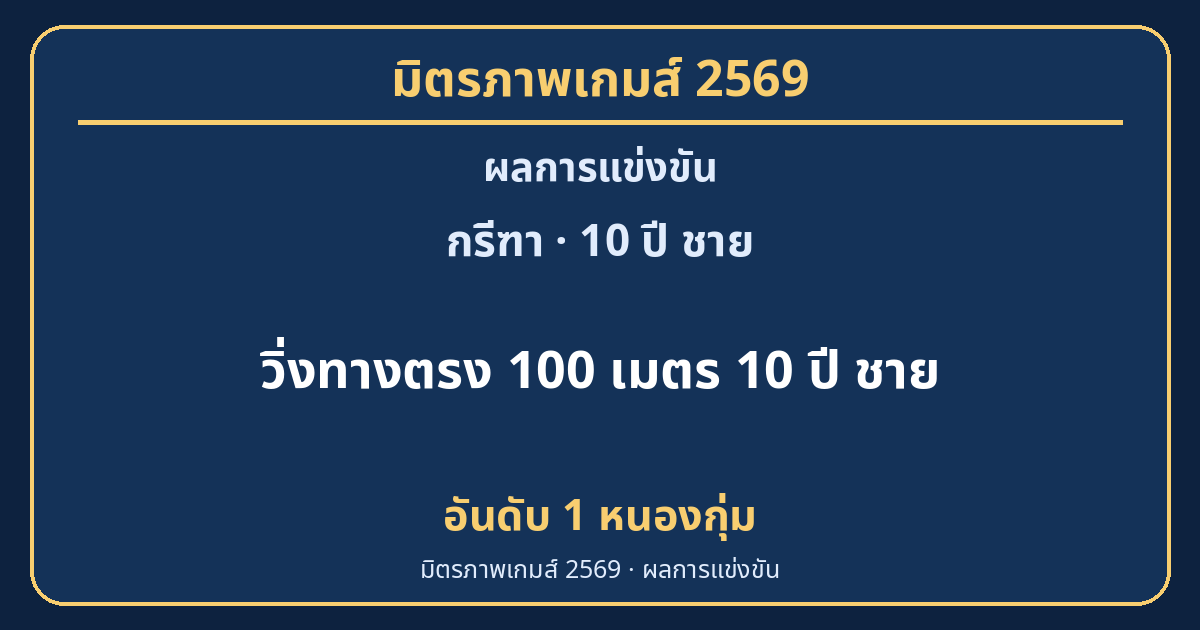 มิตรภาพเกมส์ 2569
ผลการแข่งขัน
กรีฑา · 10 ปี ชาย
วิ่งทางตรง 100 เมตร 10 ปี ชาย
อันดับ 1 หนองกุ่ม
มิตรภาพเกมส์ 2569 · ผลการแข่งขัน